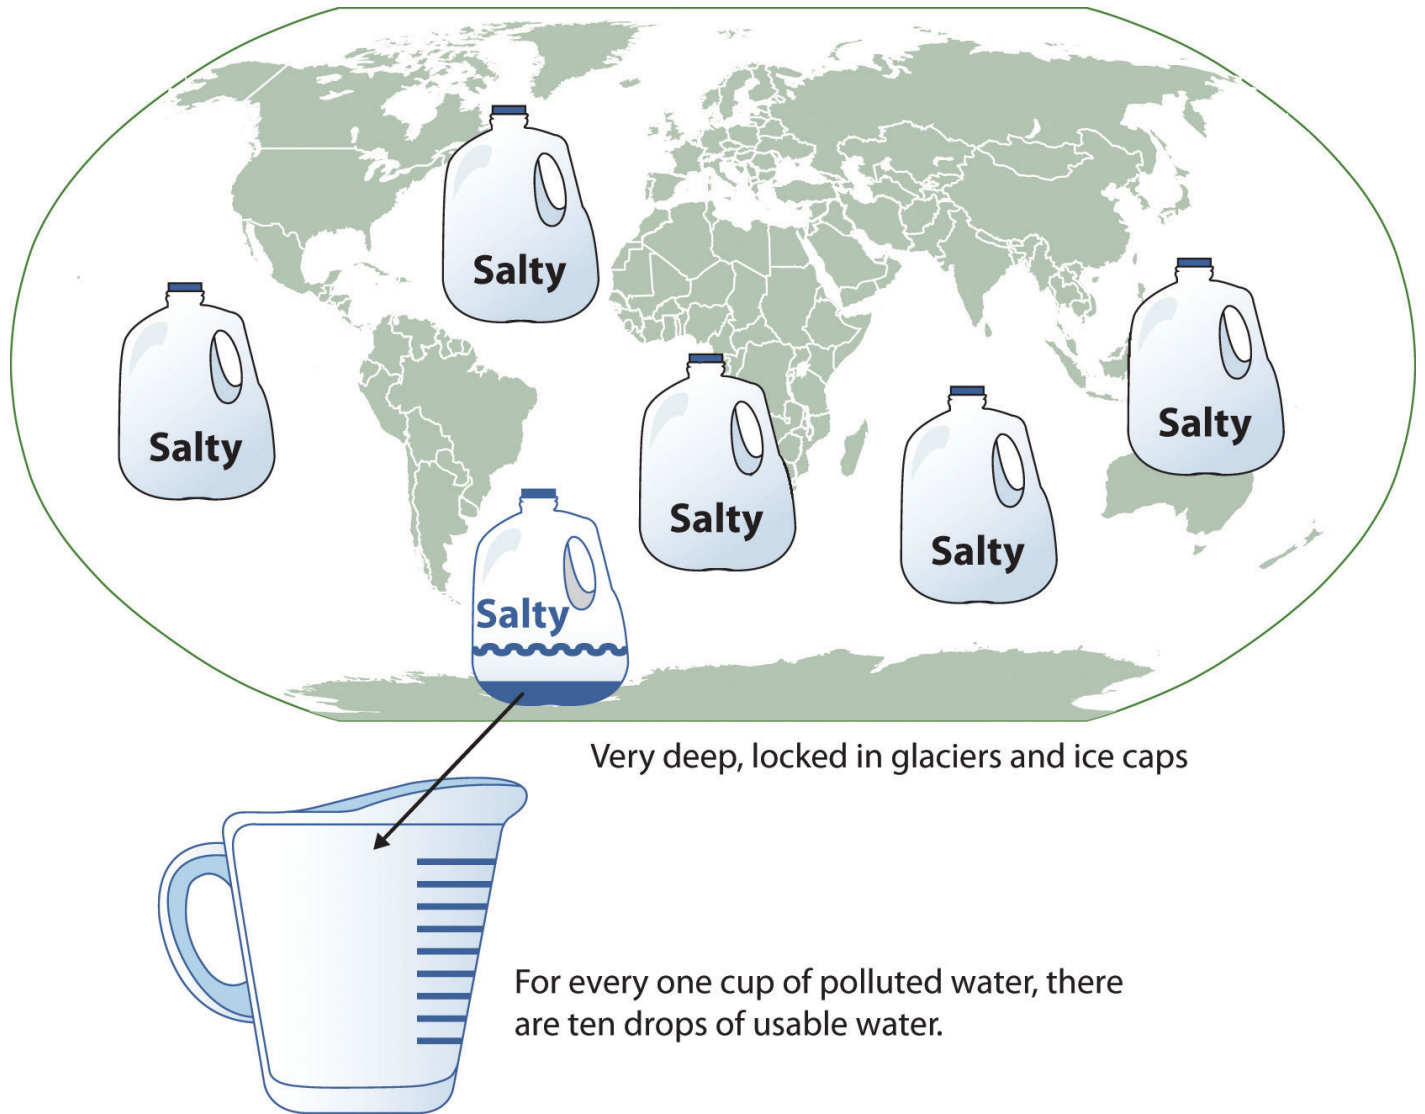 Salty
Salty
Salty
Salty
Salty
Salty
Very deep, locked in glaciers and ice caps
For every one cup of polluted water, there
are ten drops of usable water.